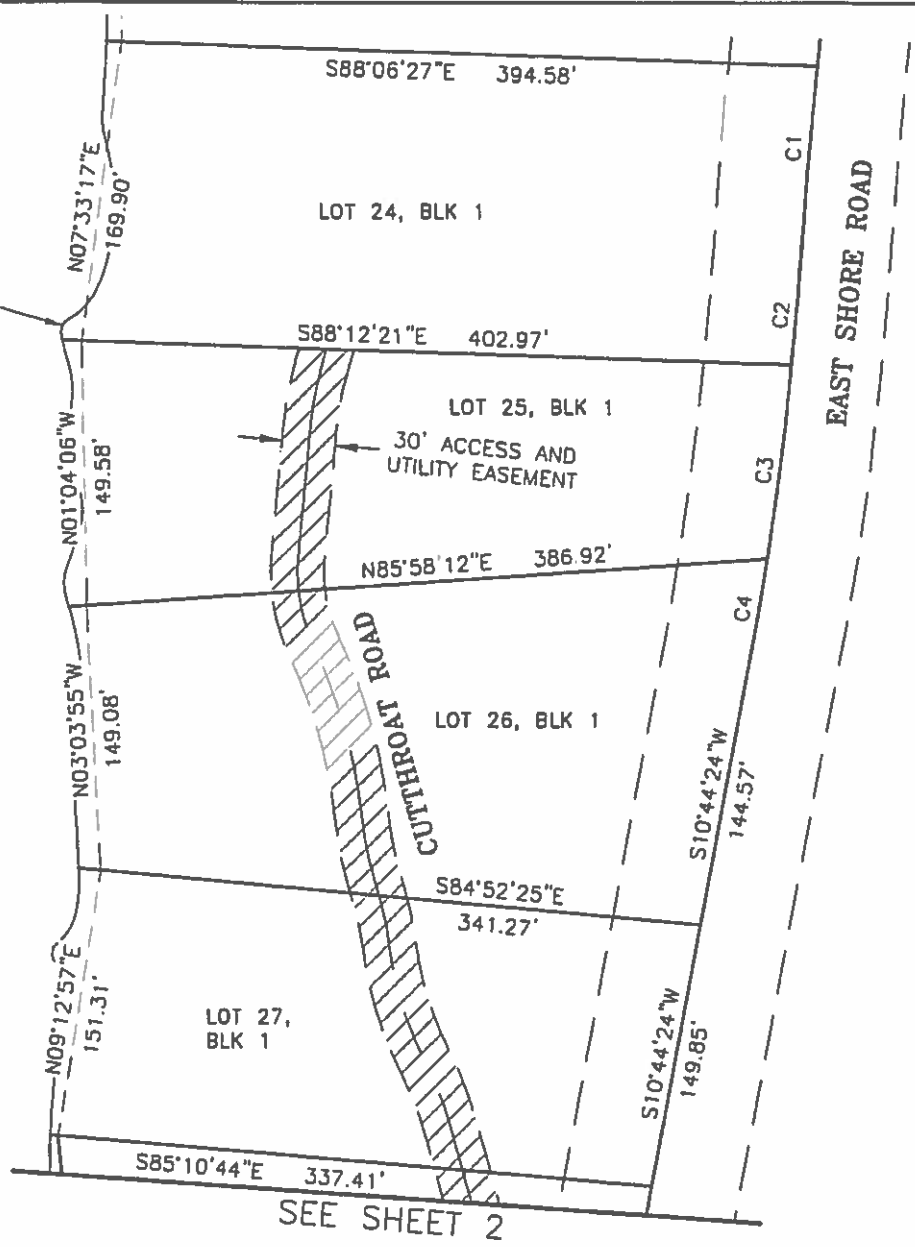 S88°06'27"E 394.58'
N07°33'17"E
169.90'
C1
LOT 24, BLK 1
EAST SHORE ROAD
C2
S88°12'21"E 402.97'
LOT 25, BLK 1
30' ACCESS AND
UTILITY EASEMENT
N01°04'06"W
149.58'
C3
N85°58'12"E 386.92'
C4
CUTTHROAT ROAD
N03°03'55"W
149.08'
LOT 26, BLK 1
S10°44'24"W
144.57'
S84°52'25"E
341.27'
N09°12'57"E
151.31'
LOT 27,
BLK 1
S10°44'24"W
149.85'
S85°10'44"E 337.41'
SEE SHEET 2